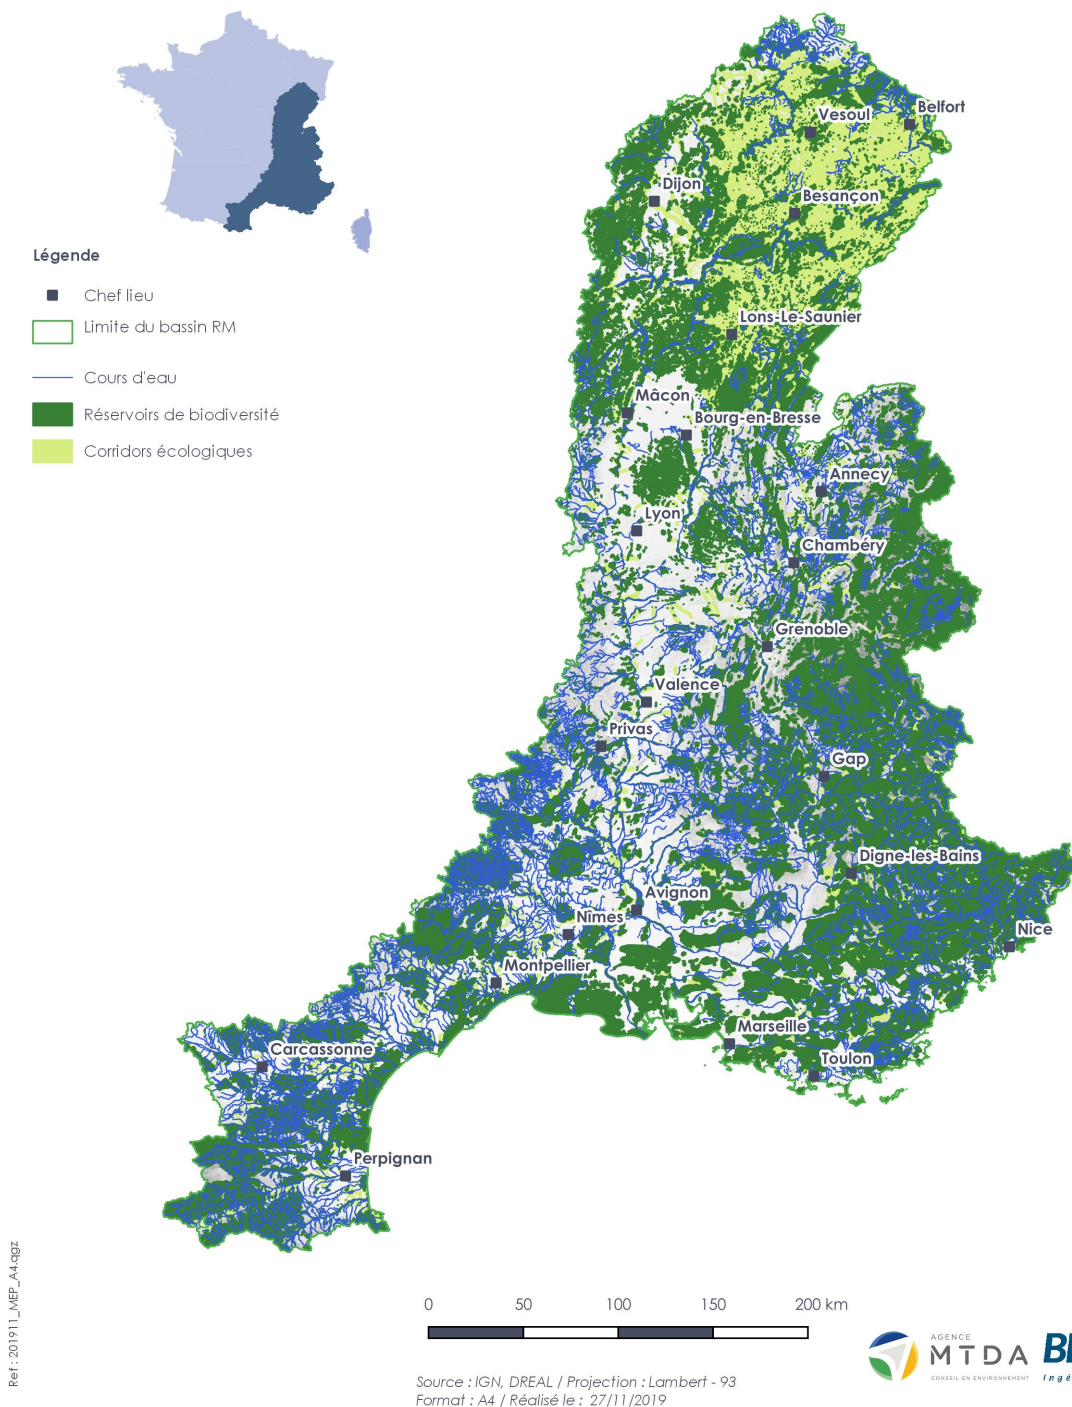 Légende
Chef lieu
Limite du bassin RM
Cours d'eau
Réservoirs de biodiversité
Corridors écologiques
Vesoul
Belfort
Dijon
Besançon
Lons-Le-Saunier
Mâcon
Bourg-en-Bresse
Annecy
Lyon
Chambéry
Grenoble
Valence
Privas
Gap
Digne-les-Bains
Avignon
Nîmes
Nice
Montpellier
Marseille
Carcassonne
Toulon
Perpignan
Ref : 201911_MEP_A4.qgz
0 50 100 150 200 km
AGENCE
MTDA
CONSEIL EN ENVIRONNEMENT
Source : IGN, DREAL / Projection : Lambert - 93
Format : A4 / Réalisé le : 27/11/2019